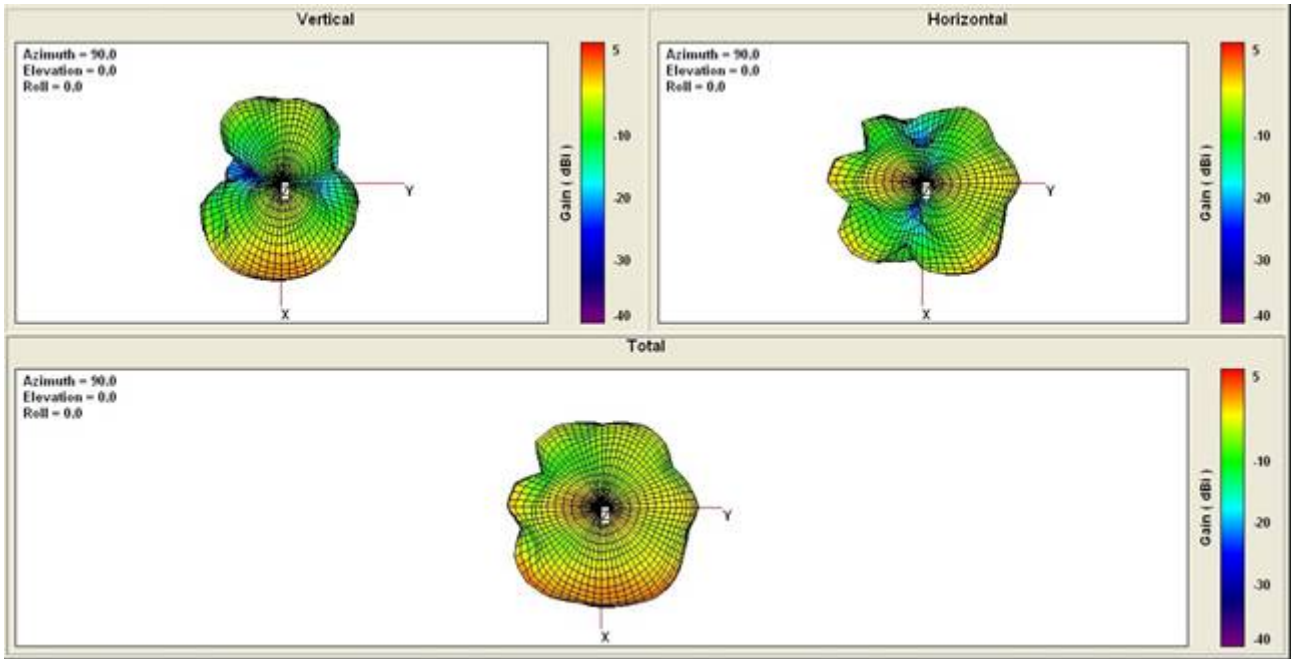 Vertical
Azimuth = 90.0
Elevation = 0.0
Roll = 0.0
Y
X
5
-10
-20
-30
-40
Gain ( dBi )
Horizontal
Azimuth = 90.0
Elevation = 0.0
Roll = 0.0
Y
X
5
-10
-20
-30
-40
Gain ( dBi )
Total
Azimuth = 90.0
Elevation = 0.0
Roll = 0.0
Y
X
5
-10
-20
-30
-40
Gain ( dBi )